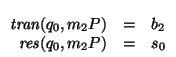 tran(q₀, m₂P) = b₂
res(q₀, m₂P) = s₀